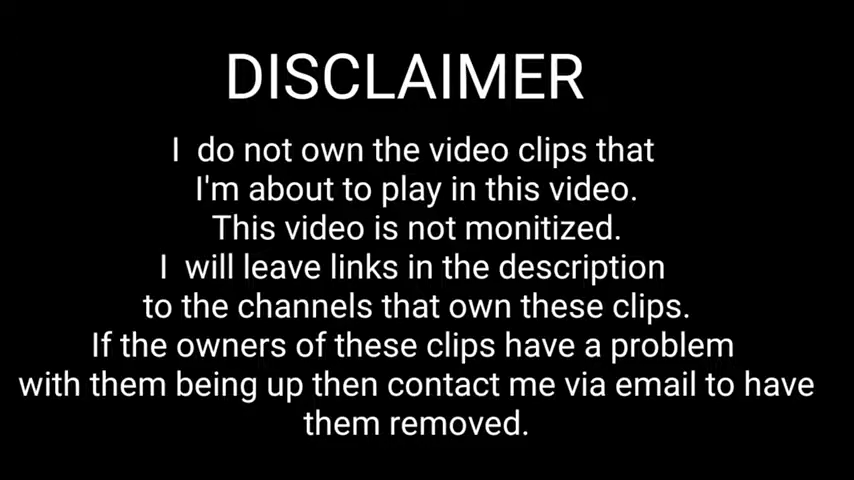 DISCLAIMER
I do not own the video clips that
I'm about to play in this video.
This video is not monitized.
I will leave links in the description
to the channels that own these clips.
If the owners of these clips have a problem
with them being up then contact me via email to have
them removed.